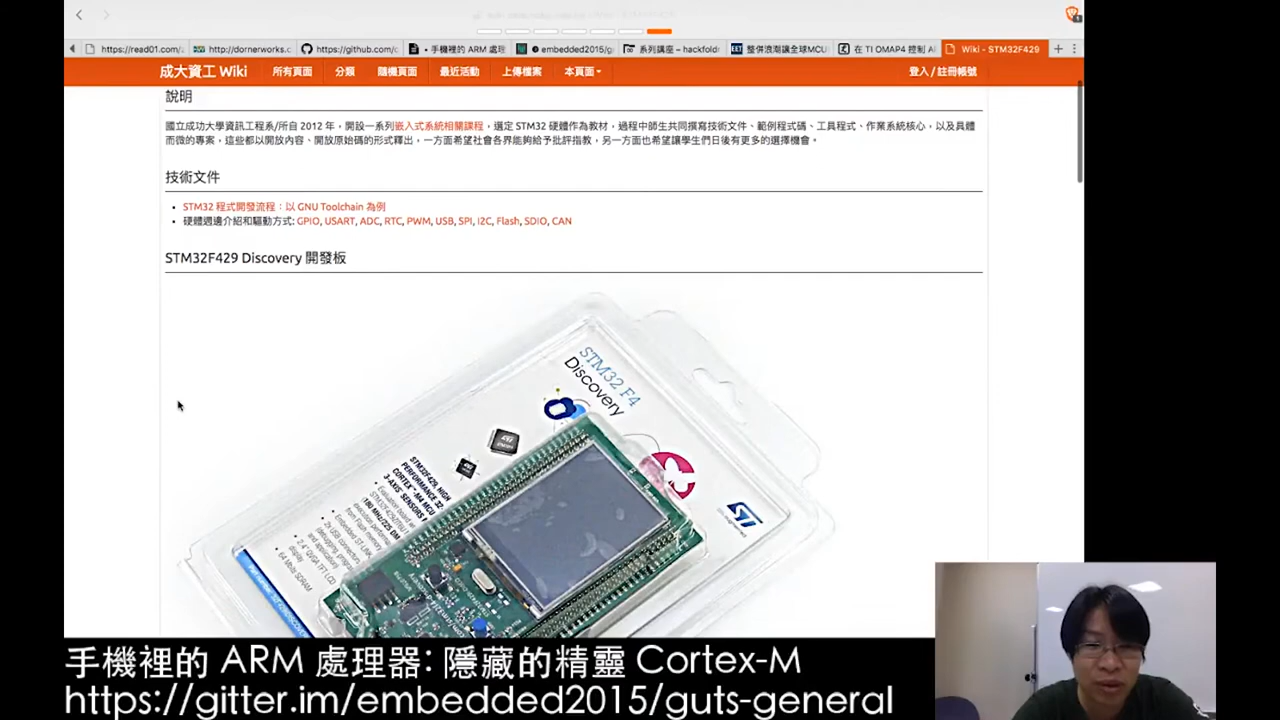 https://read01.com/
http://dornerworks.c
https://github.com/c
• 手機裡的 ARM 處理
embedded2015/g
系列講座 – hackfold
整併浪潮讓全球MCU
在 TI OMAP4 控制 A
Wiki - STM32F429
成大資工 Wiki 所有頁面 分類 隨機頁面 最近活動 上傳檔案 本頁面 登入 / 註冊帳號
說明
國立成功大學資訊工程系/所自 2012 年，開設一系列嵌入式系統相關課程，選定 STM32 硬體作為教材，過程中師生共同撰寫技術文件、範例程式碼、工具程式、作業系統核心，以及具體
而微的專案，這些都以開放內容、開放原始碼的形式釋出，一方面希望社會各界能夠給予批評指教，另一方面也希望讓學生們日後有更多的選擇機會。
技術文件
• STM32 程式開發流程：以 GNU Toolchain 為例
• 硬體週邊介紹和驅動方式: GPIO, USART, ADC, RTC, PWM, USB, SPI, I2C, Flash, SDIO, CAN
STM32F429 Discovery 開發板
STM32 F4
Discovery
ST
STM32F429, HIGH
PERFORMANCE 32-
CORTEX™-M4 MCU
3-AXIS SENSORS
手機裡的 ARM 處理器: 隱藏的精靈 Cortex-M
https://gitter.im/embedded2015/guts-general